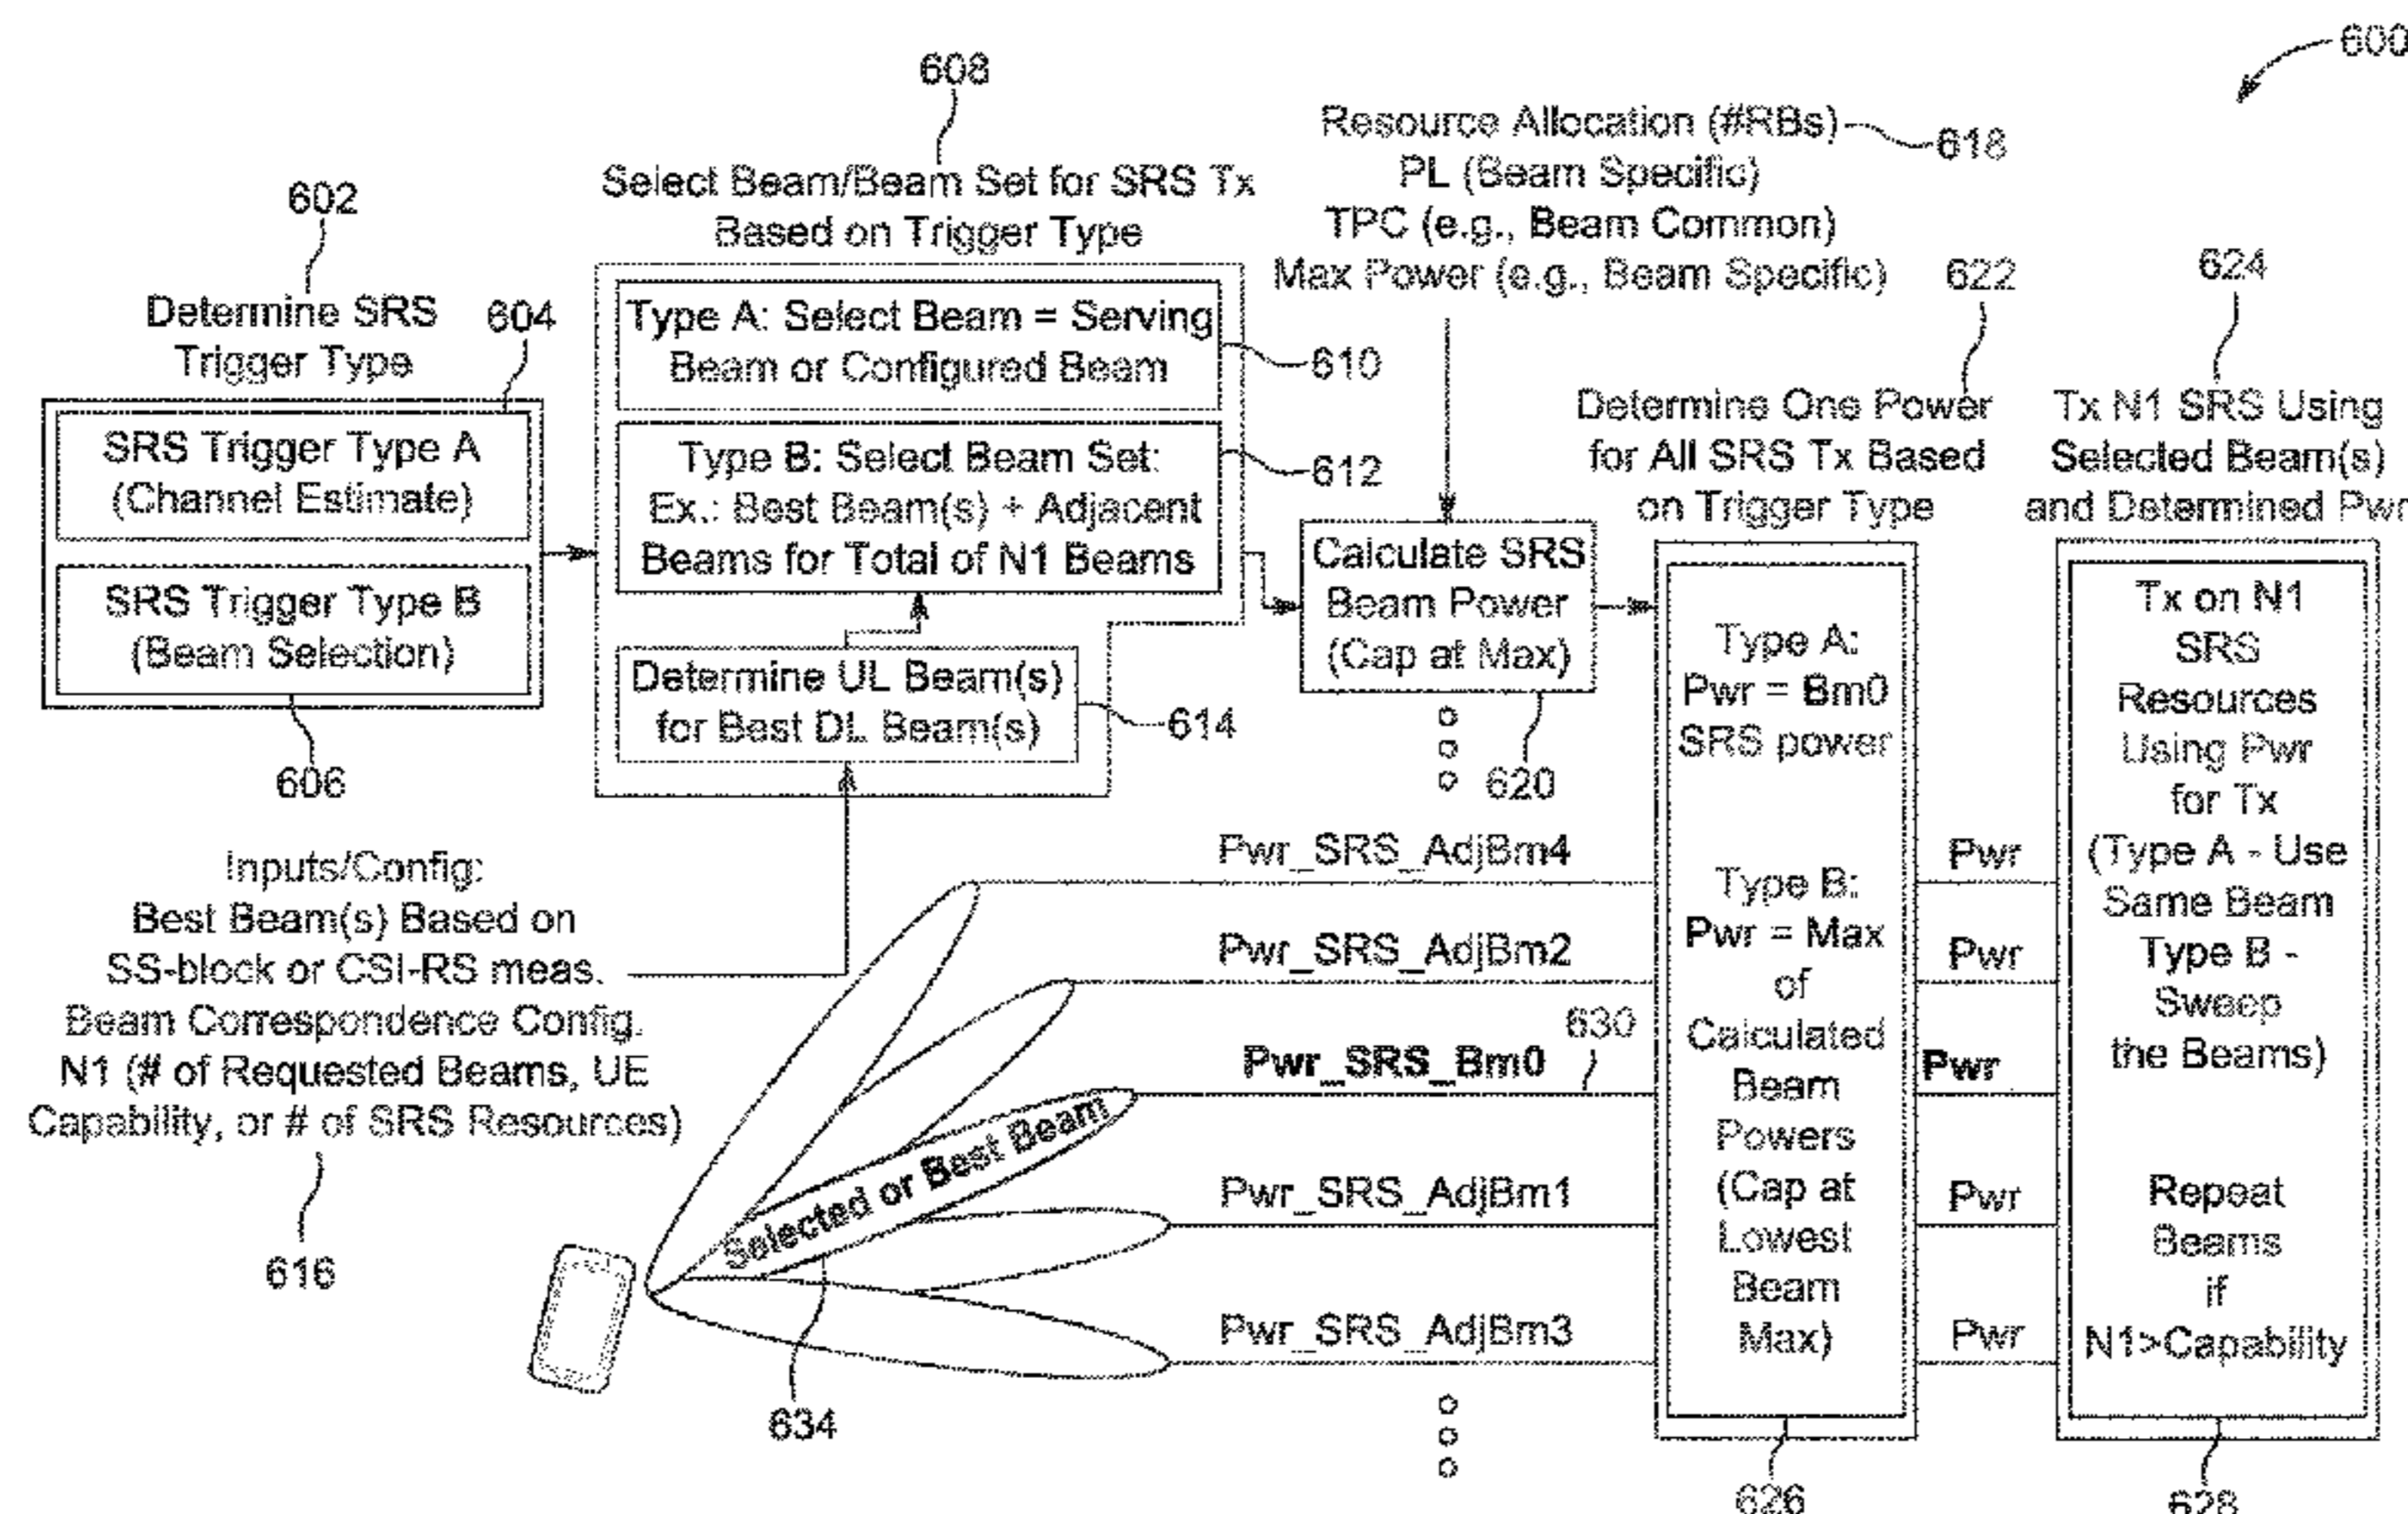 600
608
Resource Allocation (#RBs)
618
PL (Beam Specific)
TPC (e.g., Beam Common)
Max Power (e.g., Beam Specific)
602
Select Beam/Beam Set for SRS Tx
Based on Trigger Type
622
624
Determine SRS
Trigger Type
604
Type A: Select Beam = Serving
Beam or Configured Beam
610
Determine One Power
for All SRS Tx Based
on Trigger Type
Tx N1 SRS Using
Selected Beam(s)
and Determined Pwr
SRS Trigger Type A
(Channel Estimate)
SRS Trigger Type B
(Beam Selection)
606
Type B: Select Beam Set:
Ex.: Best Beam(s) + Adjacent
Beams for Total of N1 Beams
612
Determine UL Beam(s)
for Best DL Beam(s)
614
Calculate SRS
Beam Power
(Cap at Max)
620
Type A:
Pwr = Bm0
SRS power
Type B:
Pwr = Max
of
Calculated
Beam
Powers
(Cap at
Lowest
Beam
Max)
626
Tx on N1
SRS
Resources
Using Pwr
for Tx
(Type A - Use
Same Beam
Type B -
Sweep
the Beams)
Repeat
Beams
if
N1>Capability
628
Inputs/Config:
Best Beam(s) Based on
SS-block or CSI-RS meas.
Beam Correspondence Config.
N1 (# of Requested Beams, UE
Capability, or # of SRS Resources)
616
Pwr_SRS_AdjBm4
Pwr
Pwr_SRS_AdjBm2
Pwr
Pwr_SRS_Bm0
630
Pwr
Pwr_SRS_AdjBm1
Pwr
Pwr_SRS_AdjBm3
Pwr
Selected or Best Beam
634